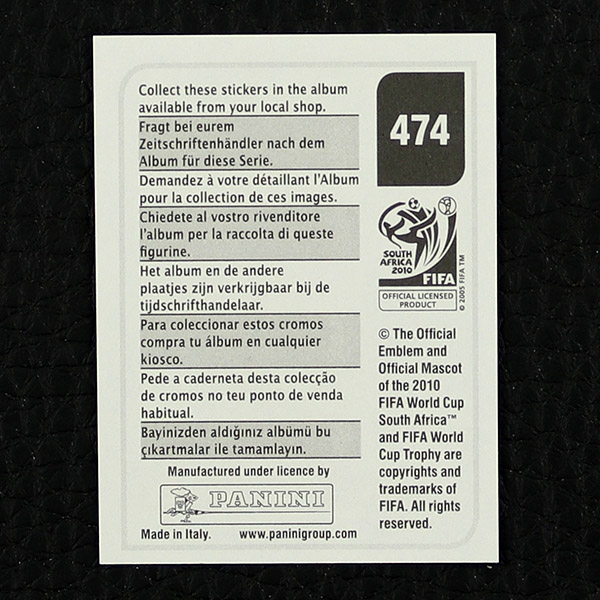 Collect these stickers in the album
available from your local shop.
Fragt bei eurem
Zeitschriftenhändler nach dem
Album für diese Serie.
Demandez à votre détaillant l'Album
pour la collection de ces images.
Chiedete al vostro rivenditore
l'album per la raccolta di queste
figurine.
Het album en de andere
plaatjes zijn verkrijgbaar bij de
tijdschrifthandelaar.
Para coleccionar estos cromos
compra tu álbum en cualquier
kiosco.
Pede a caderneta desta colecção
de cromos no teu ponto de venda
habitual.
Bayinizden aldığınız albümü bu
çıkartmalar ile tamamlayın.
Manufactured under licence by
PANINI
Made in Italy. www.paninigroup.com
474
SOUTH
AFRICA
2010
FIFA
© 2005 FIFA TM
OFFICIAL LICENSED
PRODUCT
© The Official
Emblem and
Official Mascot
of the 2010
FIFA World Cup
South Africa™
and FIFA World
Cup Trophy are
copyrights and
trademarks of
FIFA. All rights
reserved.